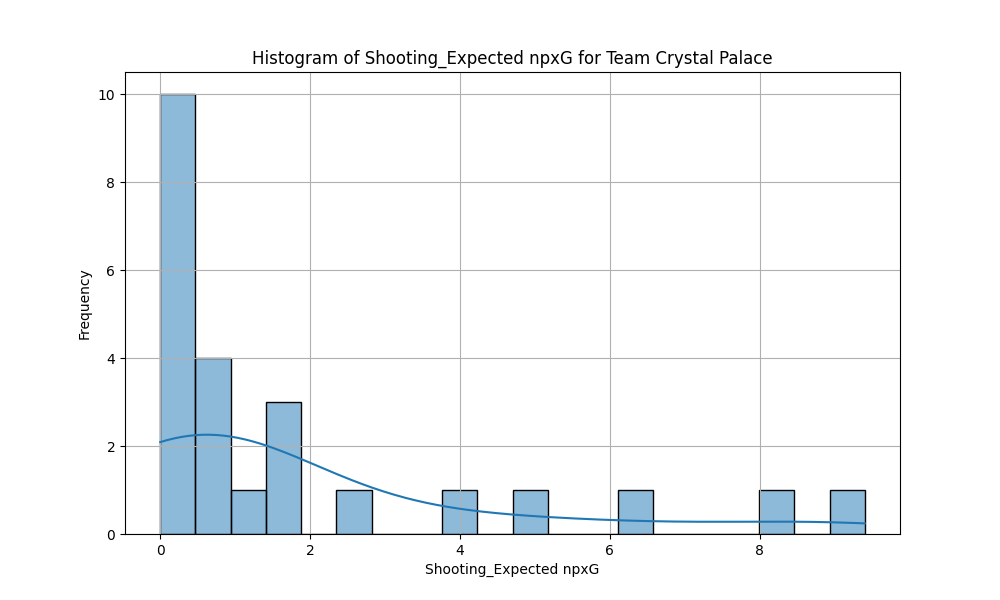 Histogram of Shooting_Expected npxG for Team Crystal Palace
10
8
6
4
2
0
Frequency
0 2 4 6 8
Shooting_Expected npxG